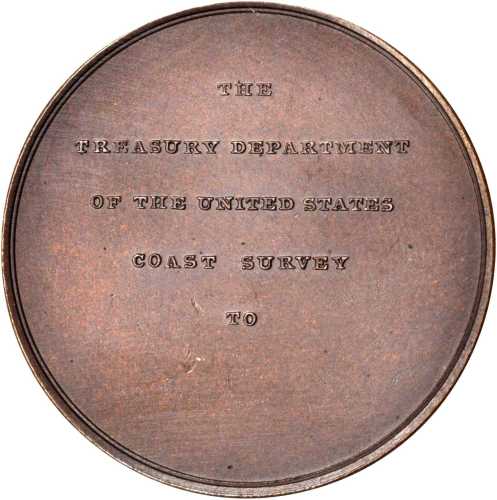 THE
TREASURY DEPARTMENT
OF THE UNITED STATES
COAST SURVEY
TO